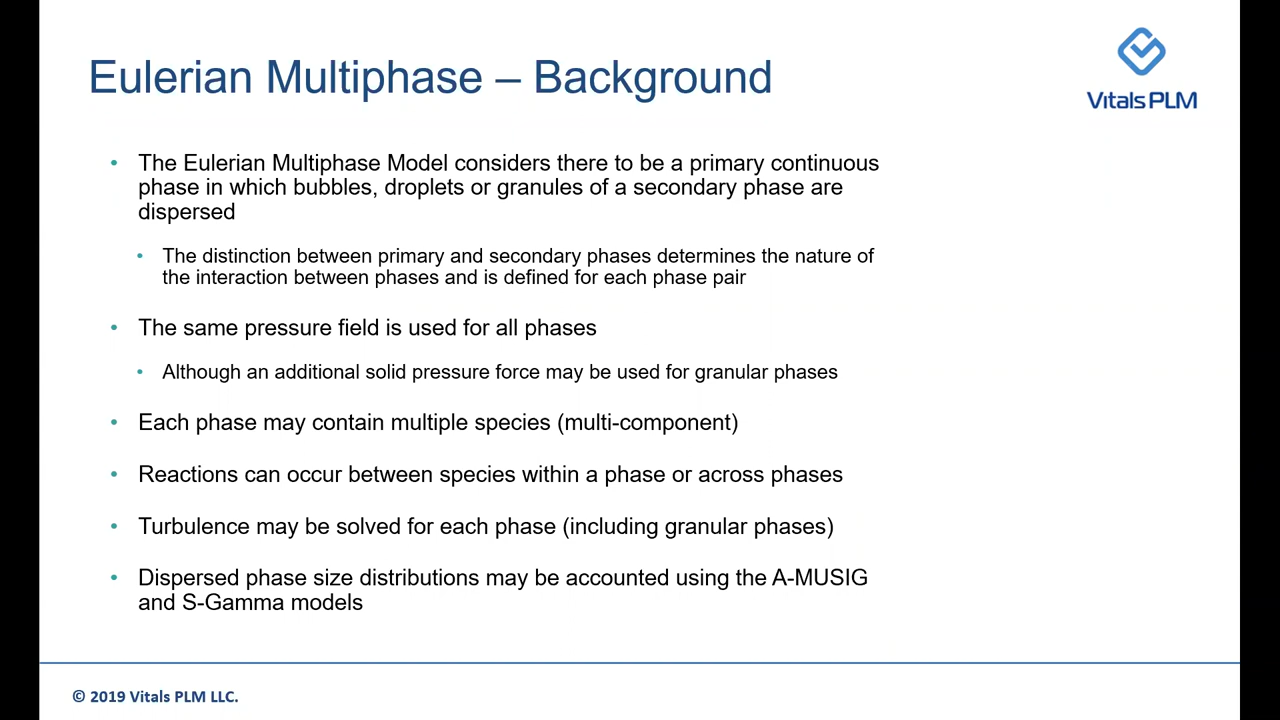 Eulerian Multiphase – Background
Vitals PLM
• The Eulerian Multiphase Model considers there to be a primary continuous
phase in which bubbles, droplets or granules of a secondary phase are
dispersed
• The distinction between primary and secondary phases determines the nature of
the interaction between phases and is defined for each phase pair
• The same pressure field is used for all phases
• Although an additional solid pressure force may be used for granular phases
• Each phase may contain multiple species (multi-component)
• Reactions can occur between species within a phase or across phases
• Turbulence may be solved for each phase (including granular phases)
• Dispersed phase size distributions may be accounted using the A-MUSIG
and S-Gamma models
© 2019 Vitals PLM LLC.